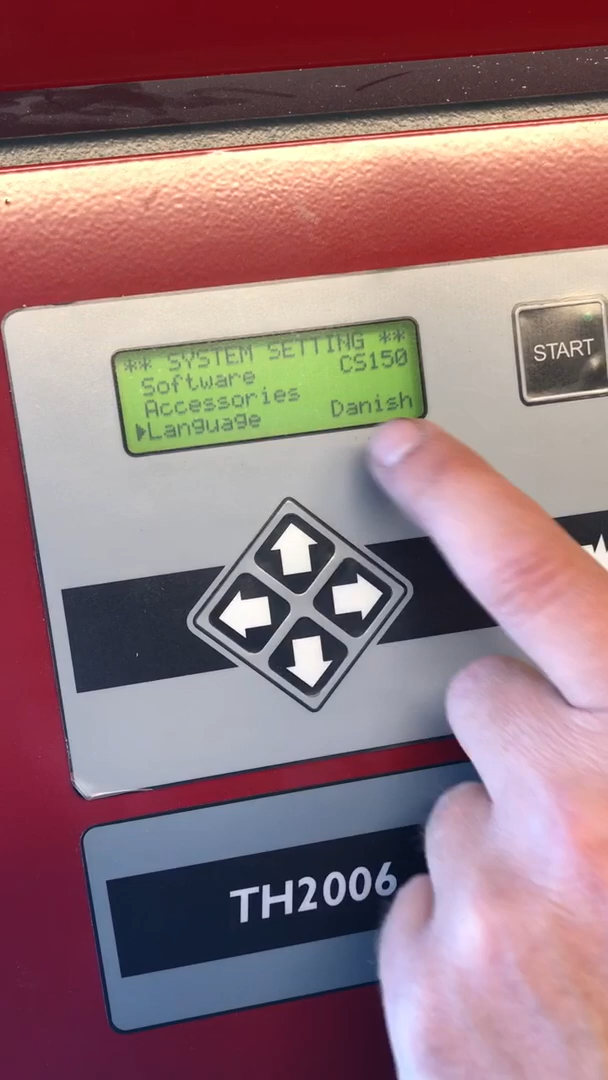 ** SYSTEM SETTING **
Software CS150
Accessories
Language Danish
START
TH2006